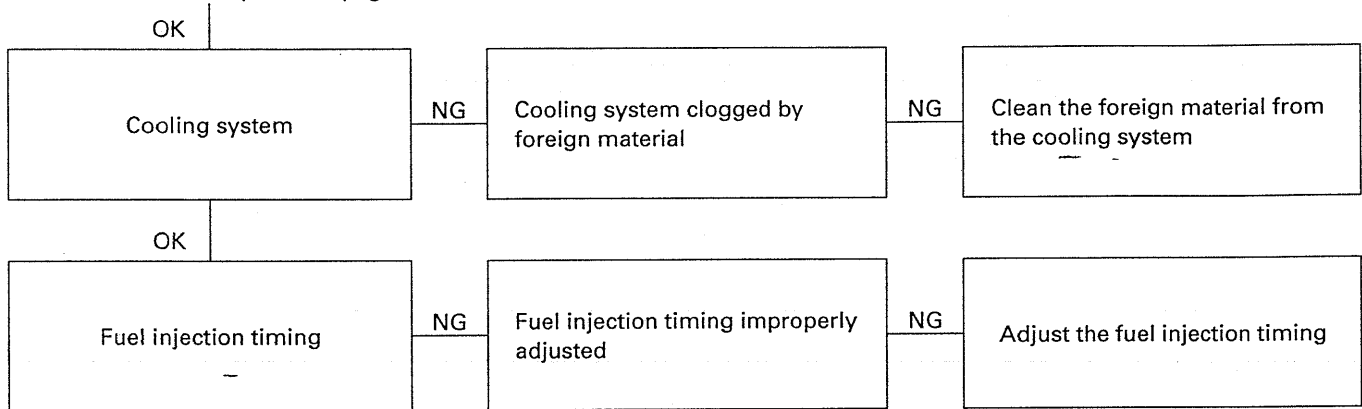 OK
Cooling system
NG
Cooling system clogged by
foreign material
NG
Clean the foreign material from
the cooling system
OK
Fuel injection timing
NG
Fuel injection timing improperly
adjusted
NG
Adjust the fuel injection timing